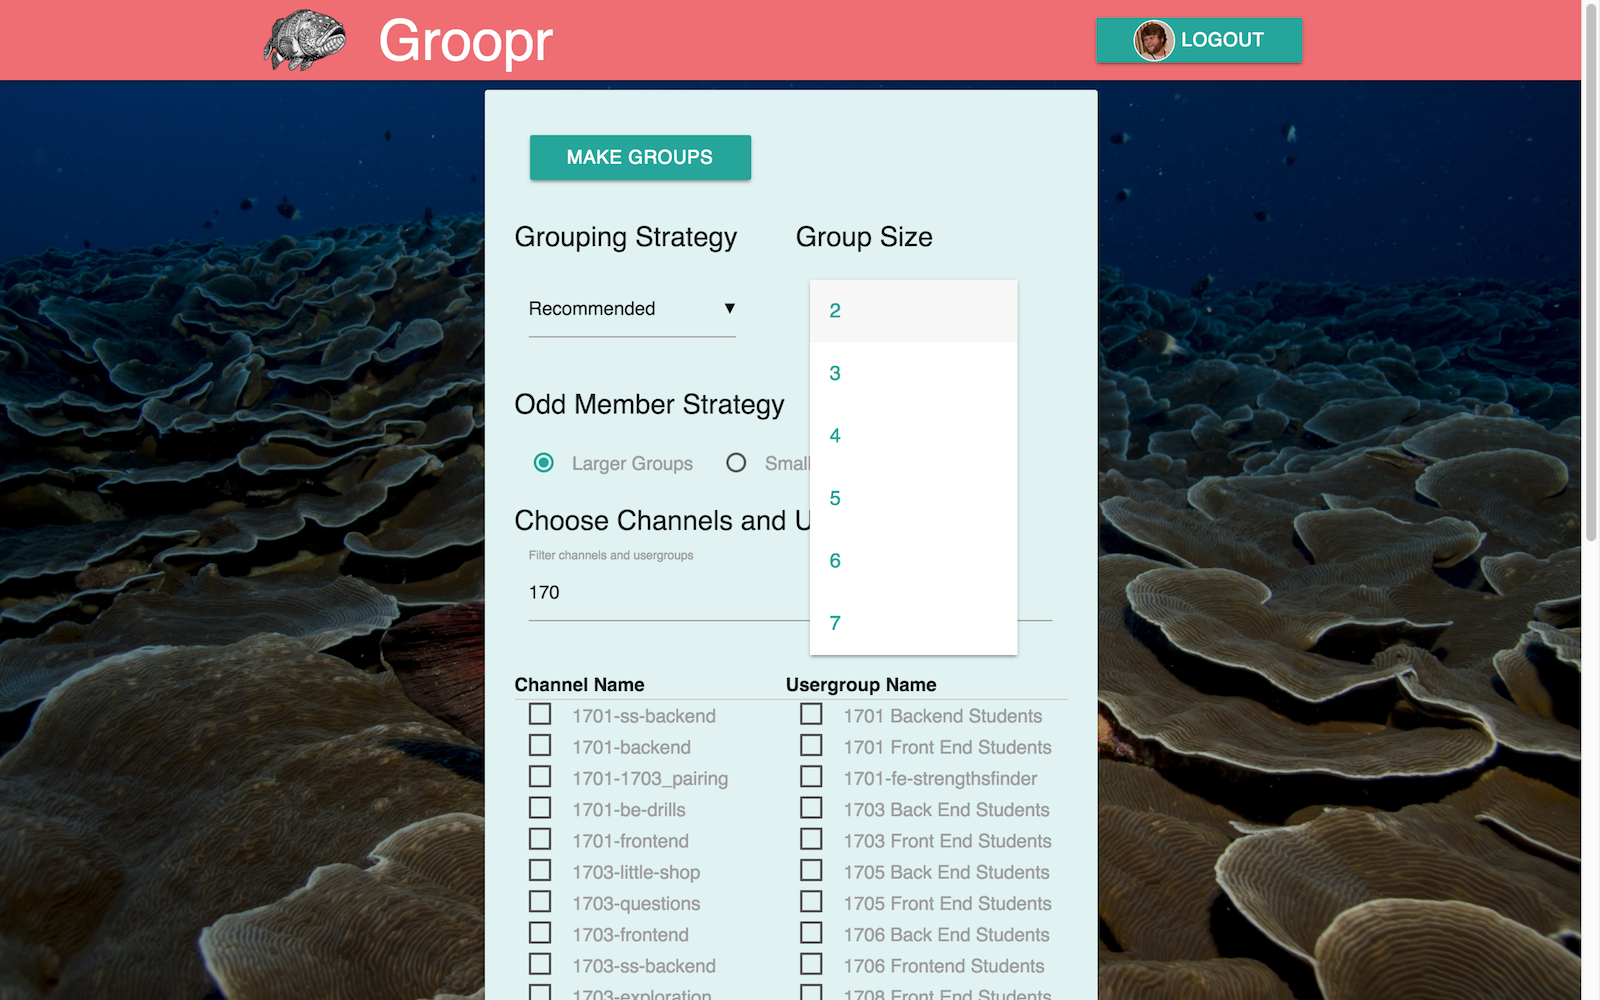 Groopr
LOGOUT
MAKE GROUPS
Grouping Strategy
Group Size
Recommended ▼
2
3
4
5
6
7
Odd Member Strategy
Larger Groups
Small
Choose Channels and U
Filter channels and usergroups
170
Channel Name
Usergroup Name
1701-ss-backend
1701 Backend Students
1701-backend
1701 Front End Students
1701-1703_pairing
1701-fe-strengthsfinder
1701-be-drills
1703 Back End Students
1701-frontend
1703 Front End Students
1703-little-shop
1705 Back End Students
1703-questions
1705 Front End Students
1703-frontend
1706 Back End Students
1703-ss-backend
1706 Frontend Students
1703-exploration
1708 Front End Students